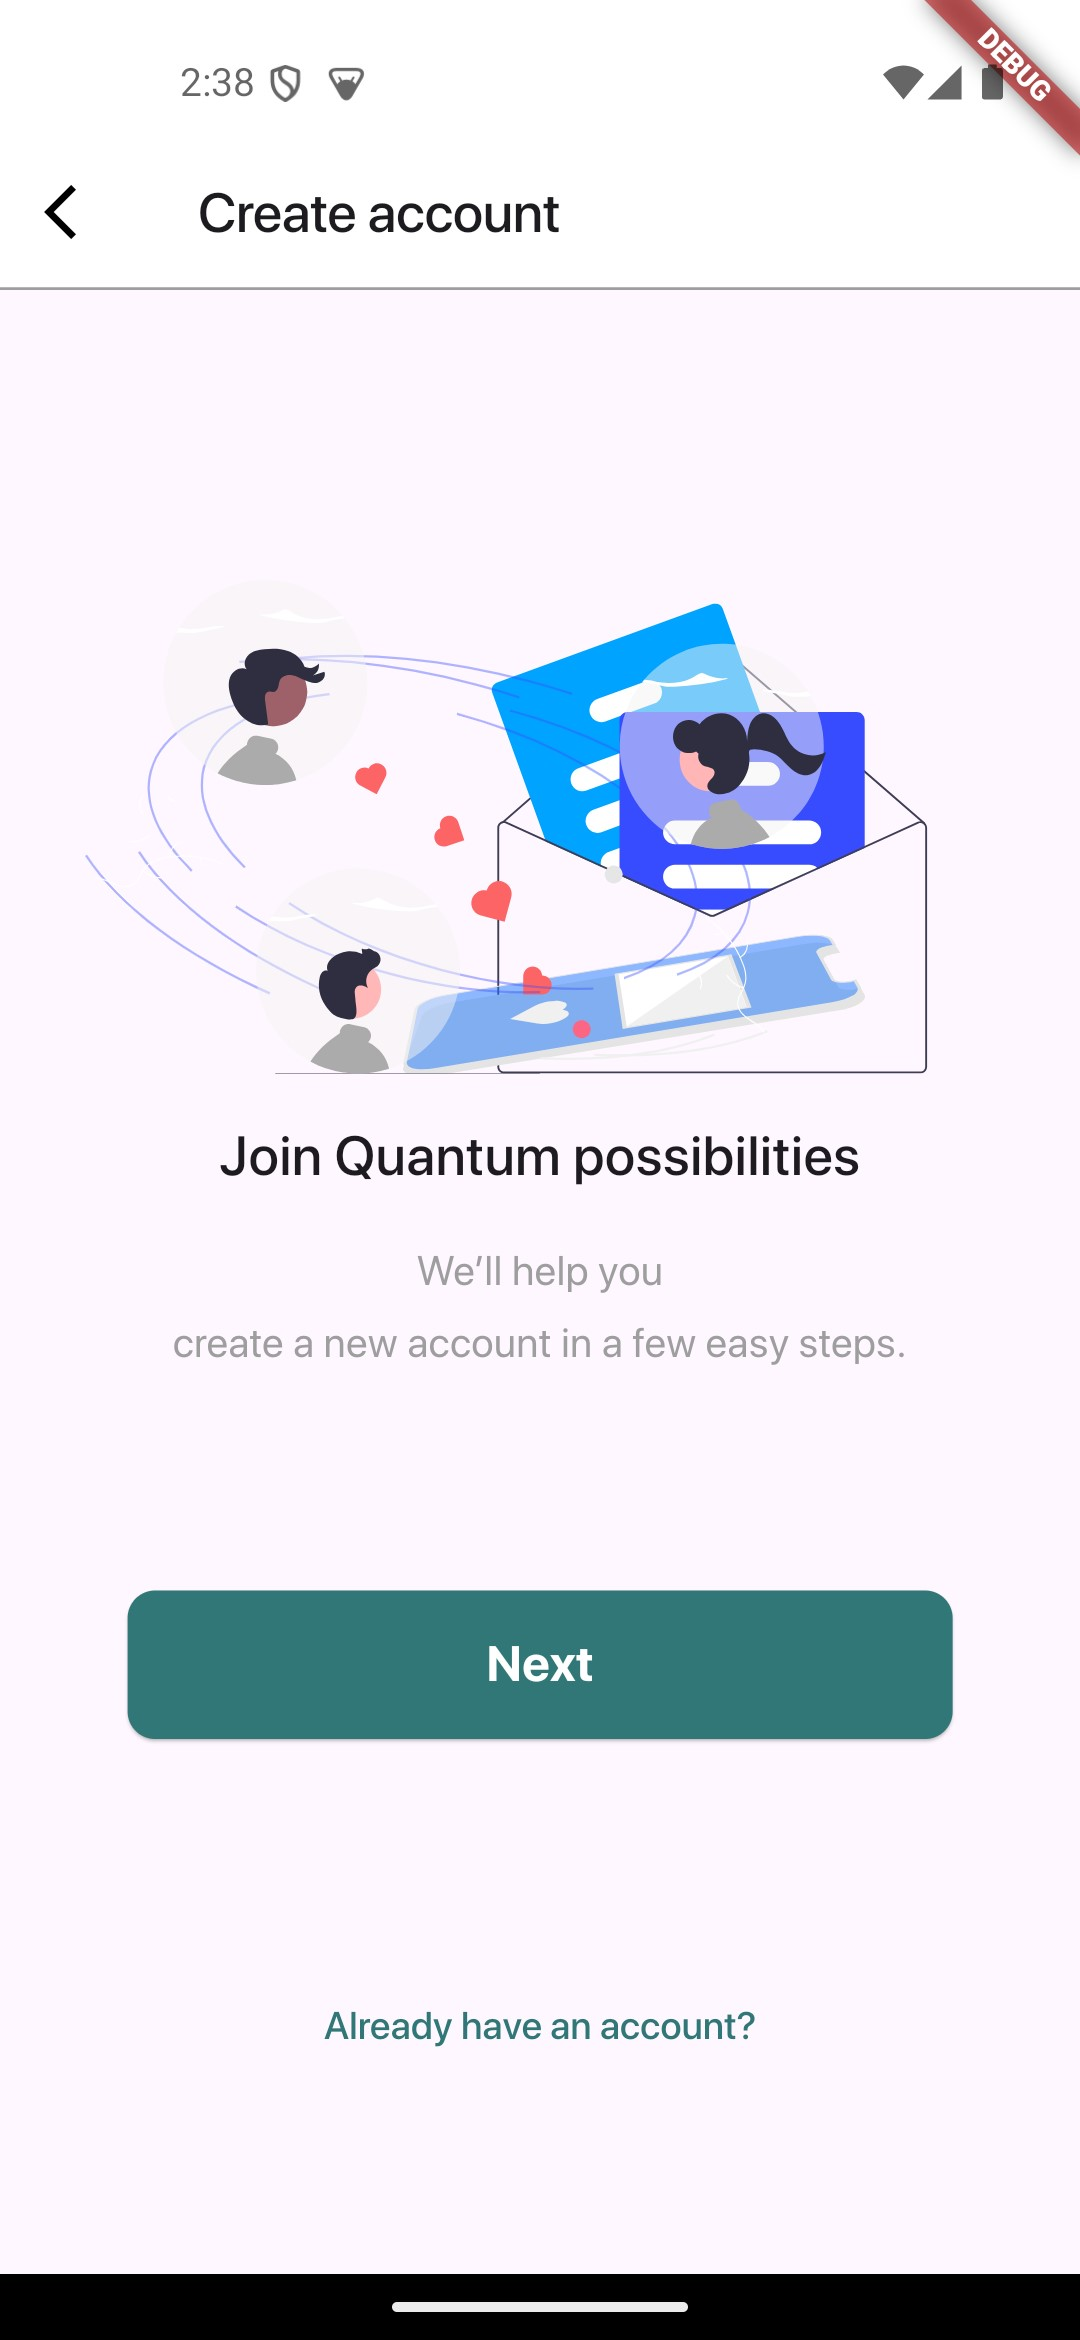 2:38
DEBUG
Create account
Join Quantum possibilities
We’ll help you
create a new account in a few easy steps.
Next
Already have an account?